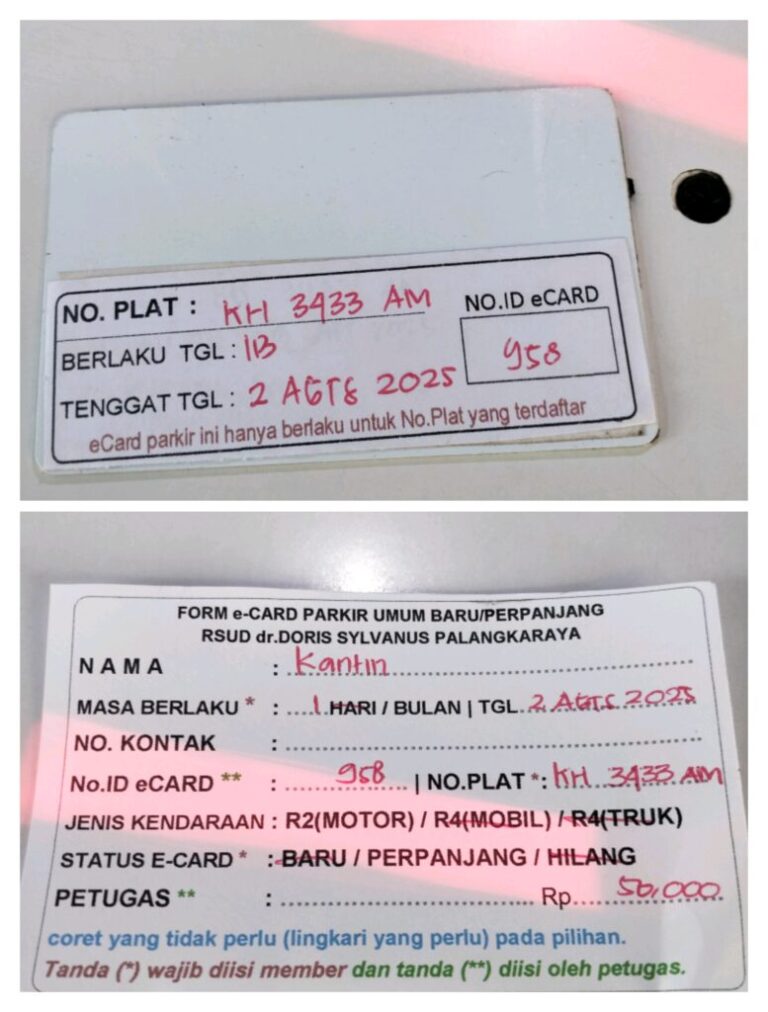 NO. PLAT : KH 3433 AM
NO.ID eCARD
BERLAKU TGL : 1B
958
TENGGAT TGL : 2 AGTS 2025
eCard parkir ini hanya berlaku untuk No.Plat yang terdaftar
FORM e-CARD PARKIR UMUM BARU/PERPANJANG
RSUD dr.DORIS SYLVANUS PALANGKARAYA
N A M A : Kantin
MASA BERLAKU * : 1 HARI / BULAN | TGL 2 AGTS 2025
NO. KONTAK :
No.ID eCARD ** : 958 | NO.PLAT *: KH 3433 AM
JENIS KENDARAAN : R2(MOTOR) / R4(MOBIL) / R4(TRUK)
STATUS E-CARD * : BARU / PERPANJANG / HILANG
PETUGAS ** : Rp. 50,000
coret yang tidak perlu (lingkari yang perlu) pada pilihan.
Tanda (*) wajib diisi member dan tanda (**) diisi oleh petugas.